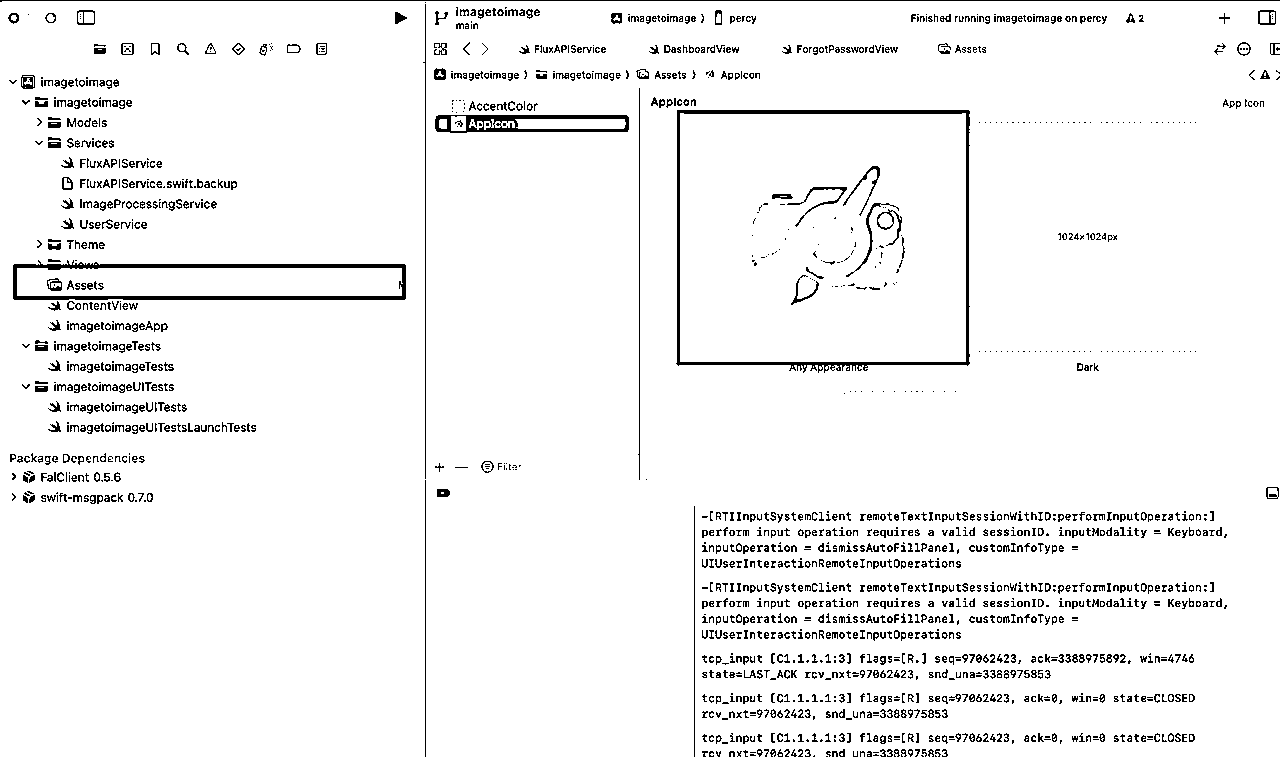 imagetoimage
main
imagetoimage
percy
Finished running imagetoimage on percy
2
FluxAPIService
DashboardView
ForgotPasswordView
Assets
imagetoimage
imagetoimage
Assets
AppIcon
imagetoimage
imagetoimage
Models
Services
FluxAPIService
FluxAPIService.swift.backup
ImageProcessingService
UserService
Theme
Views
Assets
M
ContentView
imagetoimageApp
imagetoimageTests
imagetoimageTests
imagetoimageUITests
imagetoimageUITests
imagetoimageUITestsLaunchTests
Package Dependencies
FalClient 0.5.6
swift-msgpack 0.7.0
AccentColor
AppIcon
Filter
AppIcon
App Icon
1024×1024px
Any Appearance
Dark
-[RTIInputSystemClient remoteTextInputSessionWithID:performInputOperation:]
perform input operation requires a valid sessionID. inputModality = Keyboard,
inputOperation = dismissAutoFillPanel, customInfoType =
UIUserInteractionRemoteInputOperations
-[RTIInputSystemClient remoteTextInputSessionWithID:performInputOperation:]
perform input operation requires a valid sessionID. inputModality = Keyboard,
inputOperation = dismissAutoFillPanel, customInfoType =
UIUserInteractionRemoteInputOperations
tcp_input [C1.1.1.1:3] flags=[R.] seq=97062423, ack=3388975892, win=4746
state=LAST_ACK rcv_nxt=97062423, snd_una=3388975853
tcp_input [C1.1.1.1:3] flags=[R] seq=97062423, ack=0, win=0 state=CLOSED
rcv_nxt=97062423, snd_una=3388975853
tcp_input [C1.1.1.1:3] flags=[R] seq=97062423, ack=0, win=0 state=CLOSED
rcv_nxt=97062423, snd_una=3388975853